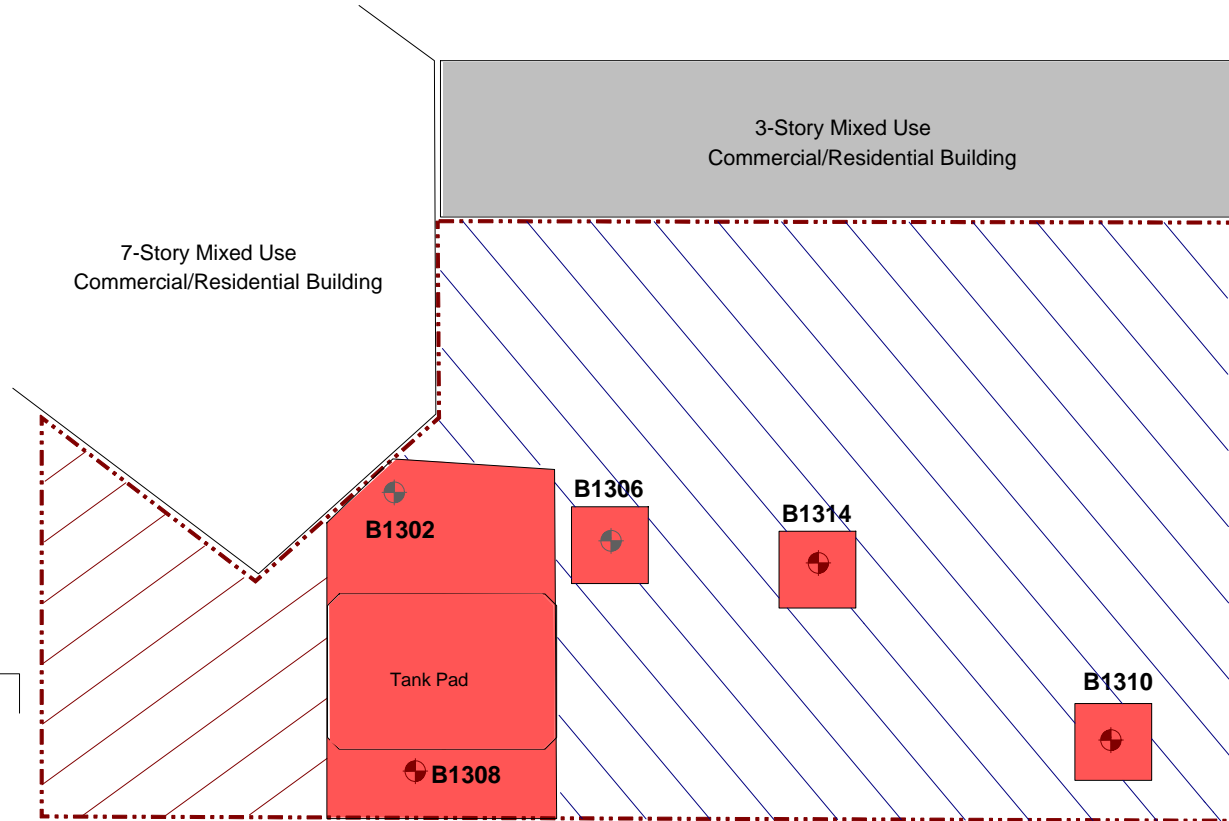 3-Story Mixed Use
Commercial/Residential Building
7-Story Mixed Use
Commercial/Residential Building
B1306
B1314
B1302
B1310
Tank Pad
B1308